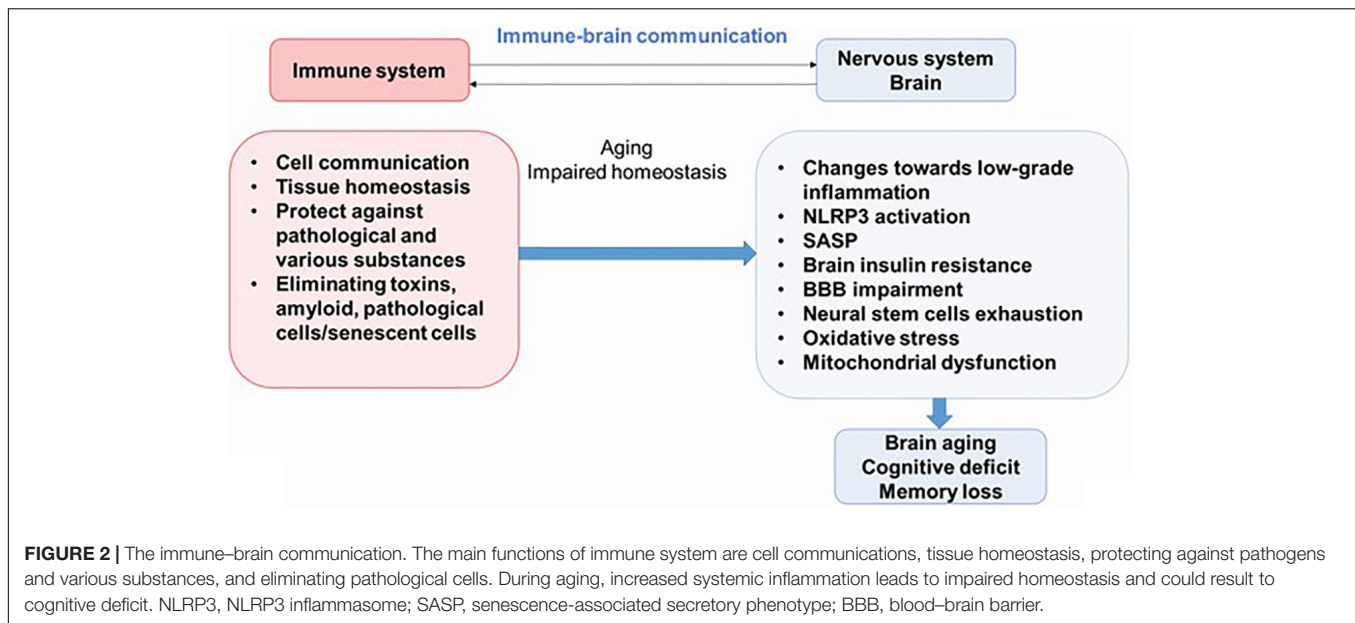 Immune-brain communication
Immune system
Nervous system
Brain
• Cell communication
• Tissue homeostasis
• Protect against
pathological and
various substances
• Eliminating toxins,
amyloid, pathological
cells/senescent cells
Aging
Impaired homeostasis
• Changes towards low-grade
inflammation
• NLRP3 activation
• SASP
• Brain insulin resistance
• BBB impairment
• Neural stem cells exhaustion
• Oxidative stress
• Mitochondrial dysfunction
Brain aging
Cognitive deficit
Memory loss
FIGURE 2 | The immune–brain communication. The main functions of immune system are cell communications, tissue homeostasis, protecting against pathogens
and various substances, and eliminating pathological cells. During aging, increased systemic inflammation leads to impaired homeostasis and could result to
cognitive deficit. NLRP3, NLRP3 inflammasome; SASP, senescence-associated secretory phenotype; BBB, blood–brain barrier.